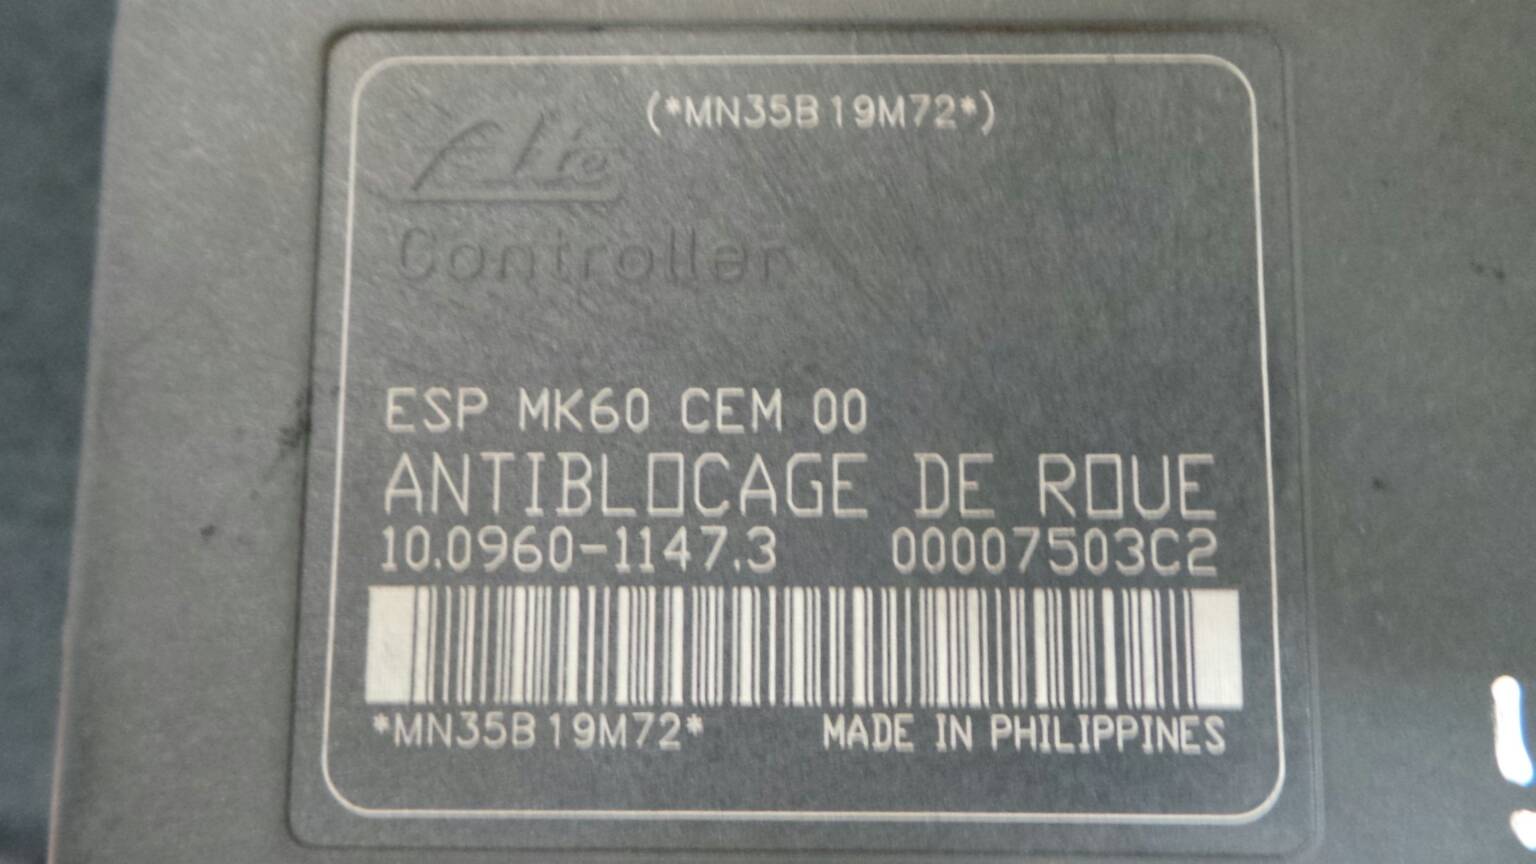 (*MN35B19M72*)
Ate
Controller
ESP MK60 CEM 00
ANTIBLOCAGE DE ROUE
10.0960-1147.3 00007503C2
*MN35B19M72* MADE IN PHILIPPINES